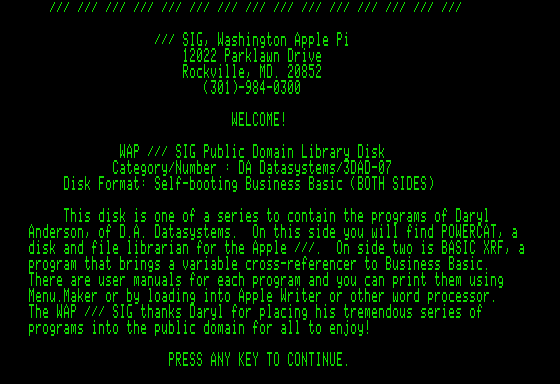 /// /// /// /// /// /// /// /// /// /// /// /// /// /// ///
/// SIG, Washington Apple Pi
12022 Parklawn Drive
Rockville, MD. 20852
(301)-984-0300
WELCOME!
WAP /// SIG Public Domain Library Disk
Category/Number : DA Datasystems/3DAD-07
Disk Format: Self-booting Business Basic (BOTH SIDES)
This disk is one of a series to contain the programs of Daryl
Anderson, of D.A. Datasystems.  On this side you will find POWERCAT, a
disk and file librarian for the Apple ///.  On side two is BASIC XRF, a
program that brings a variable cross-referencer to Business Basic.
There are user manuals for each program and you can print them using
Menu.Maker or by loading into Apple Writer or other word processor.
The WAP /// SIG thanks Daryl for placing his tremendous series of
programs into the public domain for all to enjoy!
PRESS ANY KEY TO CONTINUE.